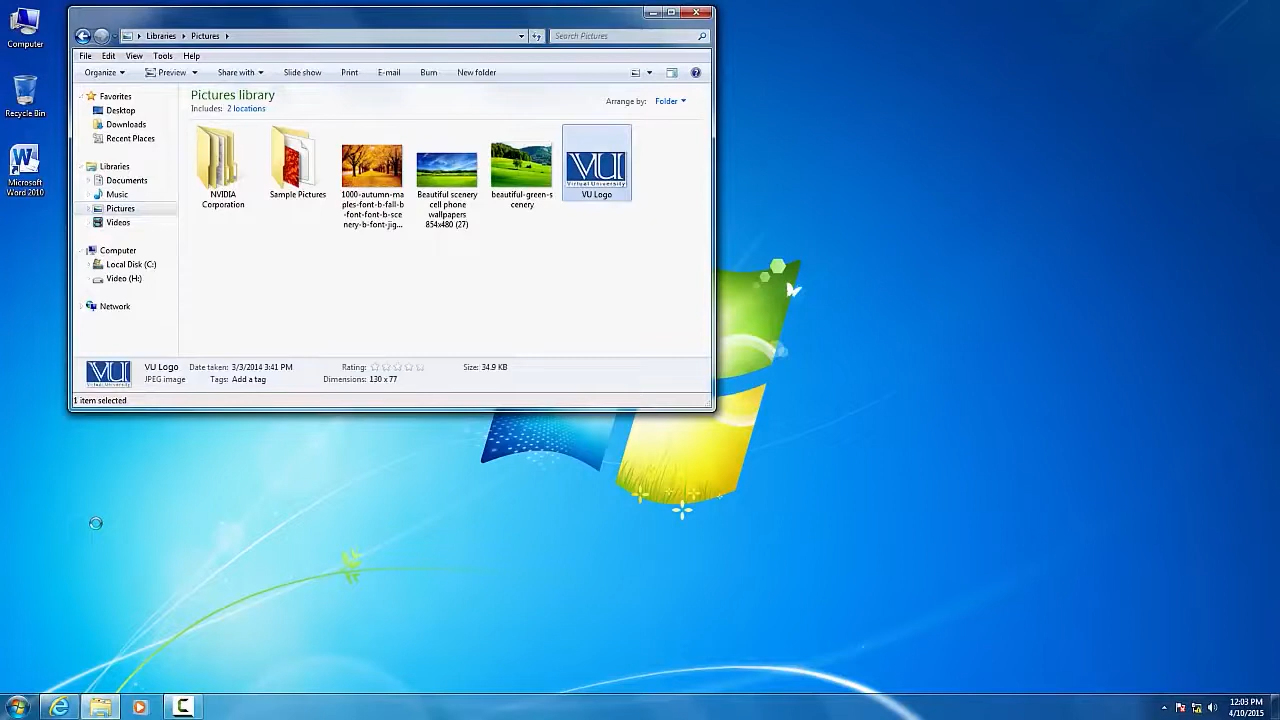 Computer
Recycle Bin
Microsoft
Word 2010
Libraries
Pictures
Search Pictures
File Edit View Tools Help
Organize Preview Share with Slide show Print E-mail Burn New folder
Favorites
Desktop
Downloads
Recent Places
Libraries
Documents
Music
Pictures
Videos
Computer
Local Disk (C:)
Video (H:)
Network
Pictures library
Includes: 2 locations
Arrange by: Folder
NVIDIA
Corporation
Sample Pictures
1000-autumn-ma
ples-font-b-fall-b
-font-font-b-sce
nery-b-font-jig...
Beautiful scenery
cell phone
wallpapers
854x480 (27)
beautiful-green-s
cenery
VU
Virtual University
VU Logo
VU
Virtual University
VU Logo Date taken: 3/3/2014 3:41 PM Rating: Size: 34.9 KB
JPEG image Tags: Add a tag Dimensions: 130 x 77
1 item selected
12:03 PM
4/10/2015